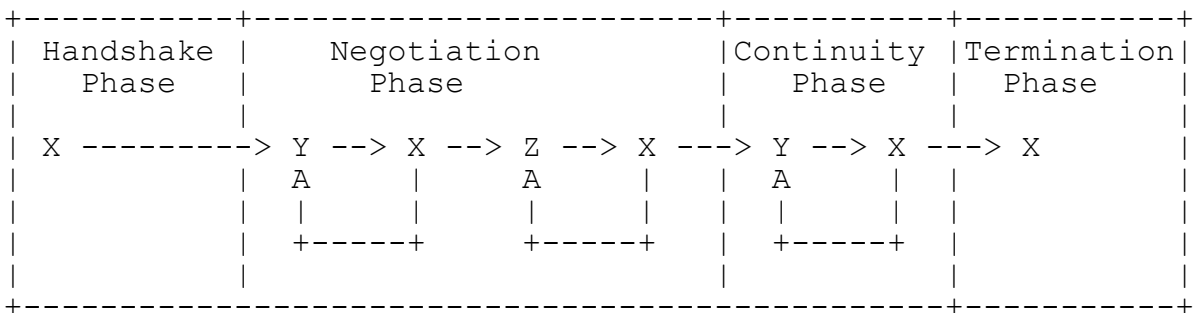 +-----------+------------------------+-----------+-----------+
| Handshake |    Negotiation         |Continuity |Termination|
|   Phase   |      Phase             |   Phase   |  Phase    |
|           |                        |           |           |
| X ---------> Y --> X --> Z --> X ---> Y --> X ---> X       |
|           |  A     |     A     |   |  A     |  |           |
|           |  |     |     |     |   |  |     |  |           |
|           |  +-----+     +-----+   |  +-----+  |           |
|           |                        |           |           |
+------------------------------------------------+-----------+